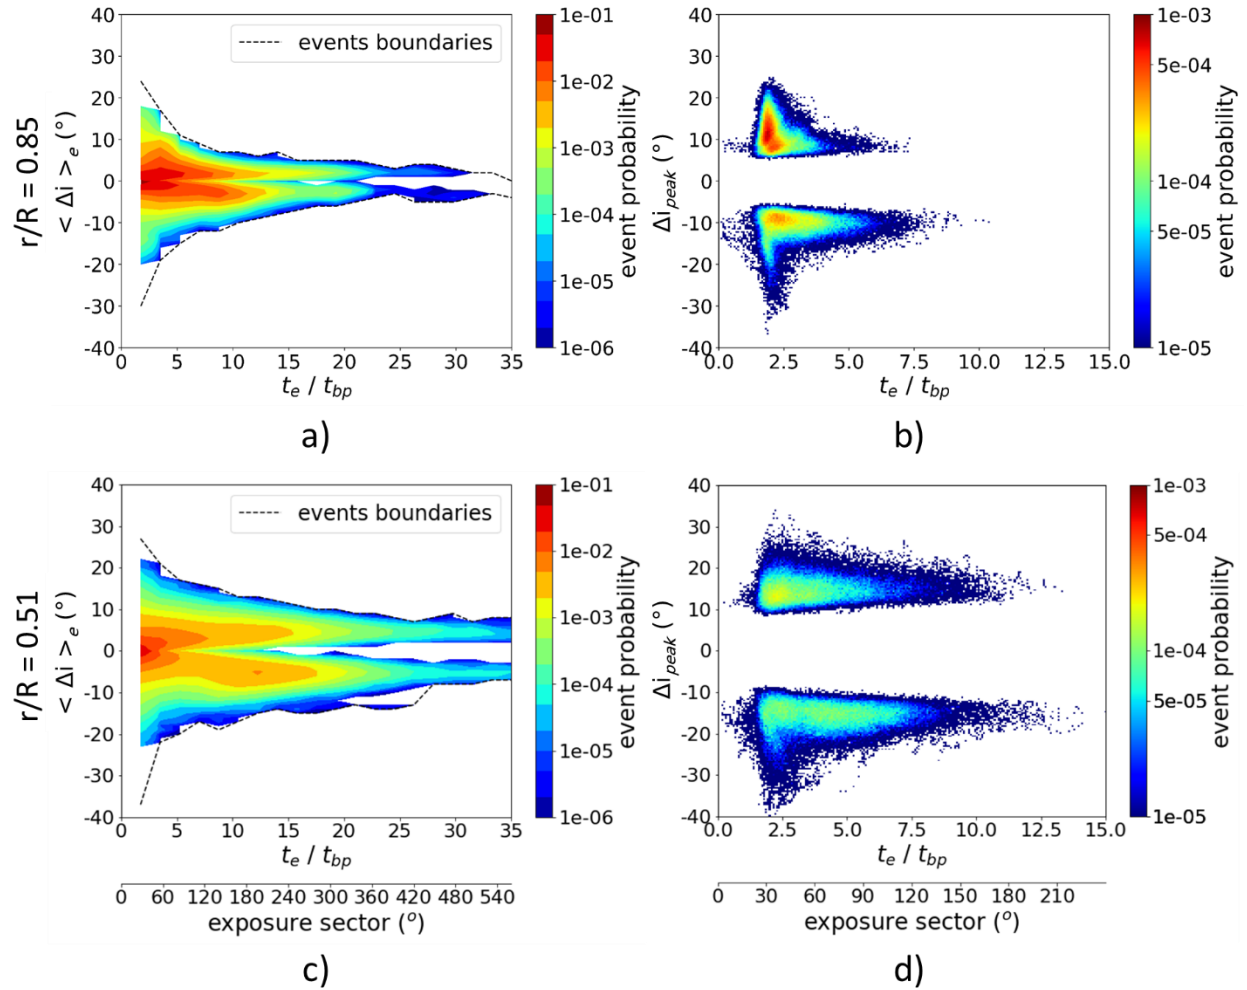 40
30
20
10
0
-10
-20
-30
-40
r/R = 0.85
< Δi >e (°)
events boundaries
0 5 10 15 20 25 30 35
te / tbp
1e-01
1e-02
1e-03
1e-04
1e-05
1e-06
event probability
a)
40
30
20
10
0
-10
-20
-30
-40
Δipeak (°)
0.0 2.5 5.0 7.5 10.0 12.5 15.0
te / tbp
1e-03
5e-04
1e-04
5e-05
1e-05
event probability
b)
40
30
20
10
0
-10
-20
-30
-40
r/R = 0.51
< Δi >e (°)
events boundaries
0 5 10 15 20 25 30 35
te / tbp
1e-01
1e-02
1e-03
1e-04
1e-05
1e-06
event probability
0 60 120 180 240 300 360 420 480 540
exposure sector (o)
c)
40
30
20
10
0
-10
-20
-30
-40
Δipeak (°)
0.0 2.5 5.0 7.5 10.0 12.5 15.0
te / tbp
1e-03
5e-04
1e-04
5e-05
1e-05
event probability
0 30 60 90 120 150 180 210
exposure sector (o)
d)